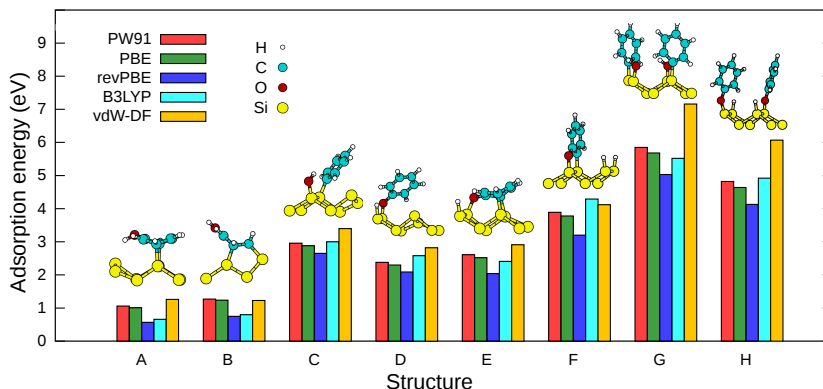 Adsorption energy (eV)
9
8
7
6
5
4
3
2
1
0
PW91
PBE
revPBE
B3LYP
vdW-DF
H
C
O
Si
A B C D E F G H
Structure